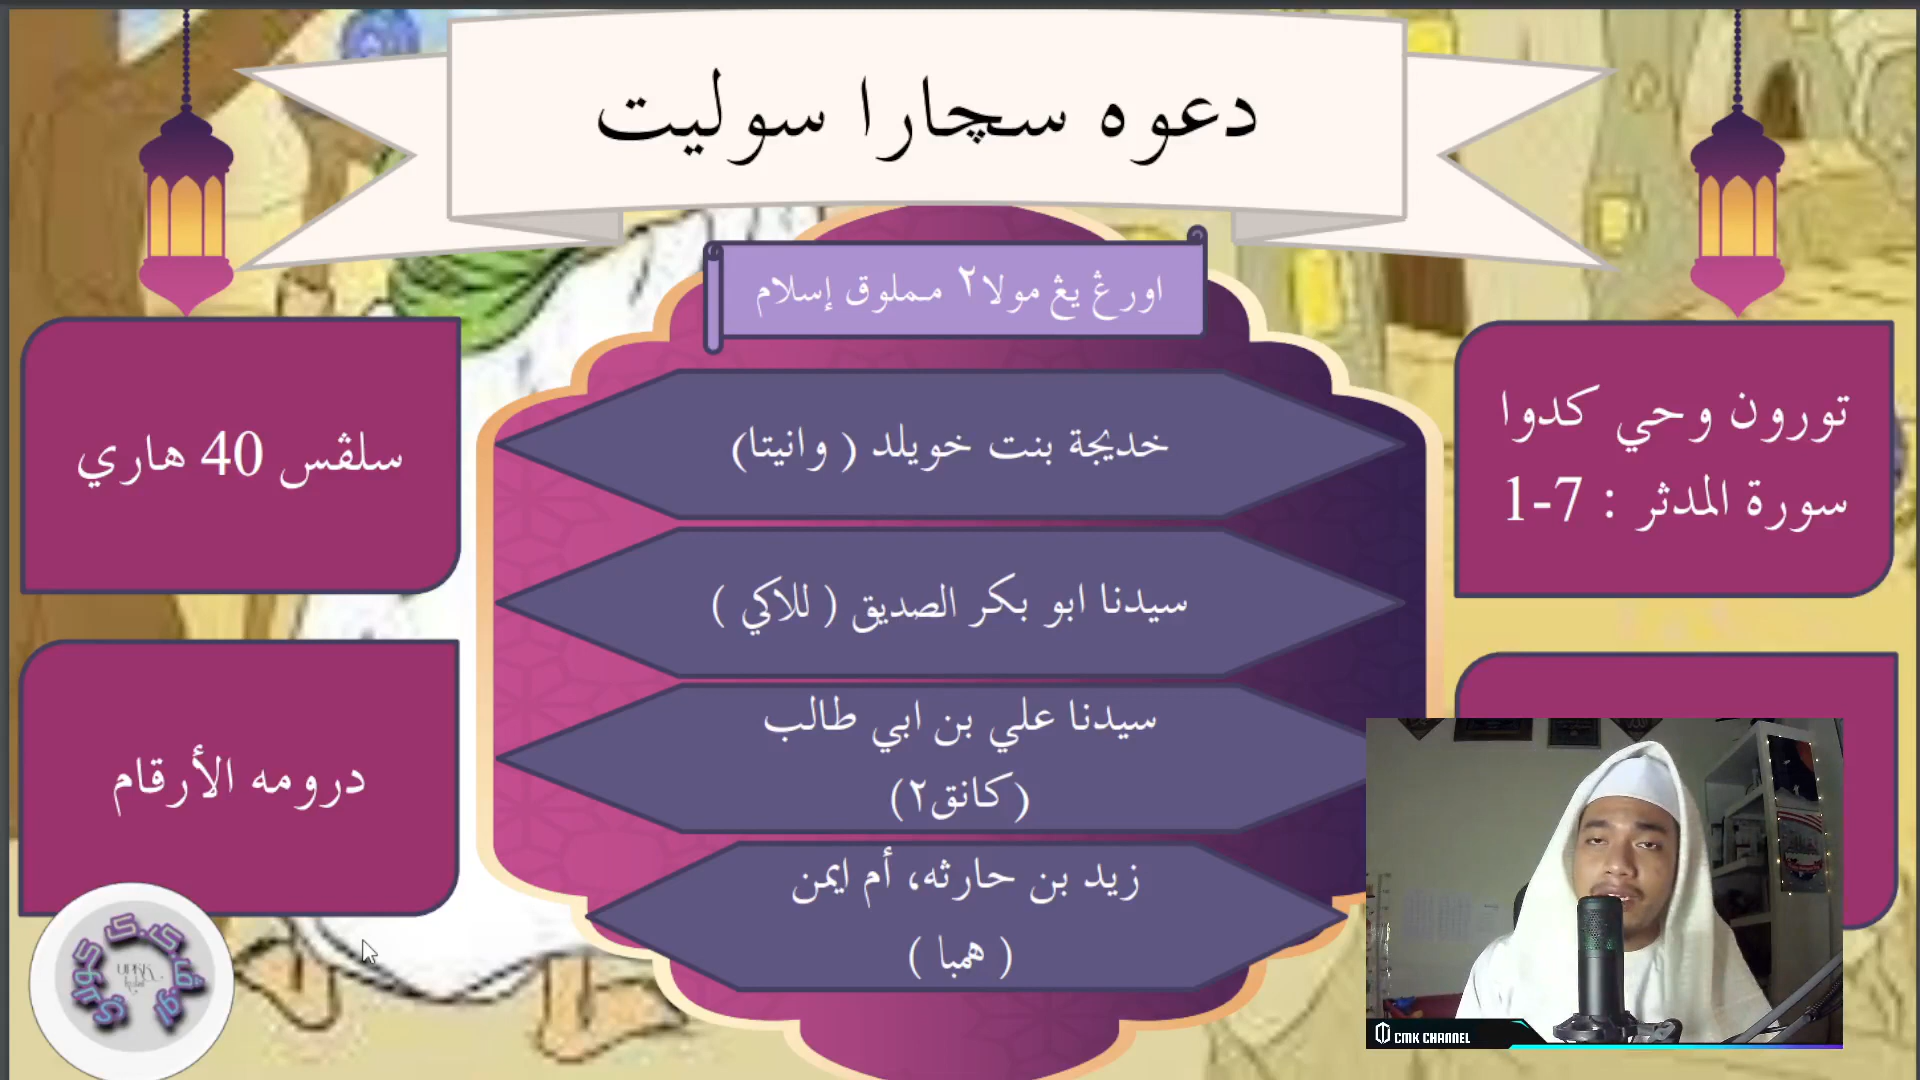 دعوه سچارا سوليت
اورڠ يڠ مولا٢ مملوق إسلام
تورون وحي كدوا
سورة المدثر : 7-1
خديجة بنت خويلد ( وانيتا)
سيدنا ابو بكر الصديق ( للاكي )
سيدنا علي بن ابي طالب
(كانق٢)
زيد بن حارثه، أم ايمن
( همبا )
سلڤس 40 هاري
درومه الأرقام
CMK CHANNEL